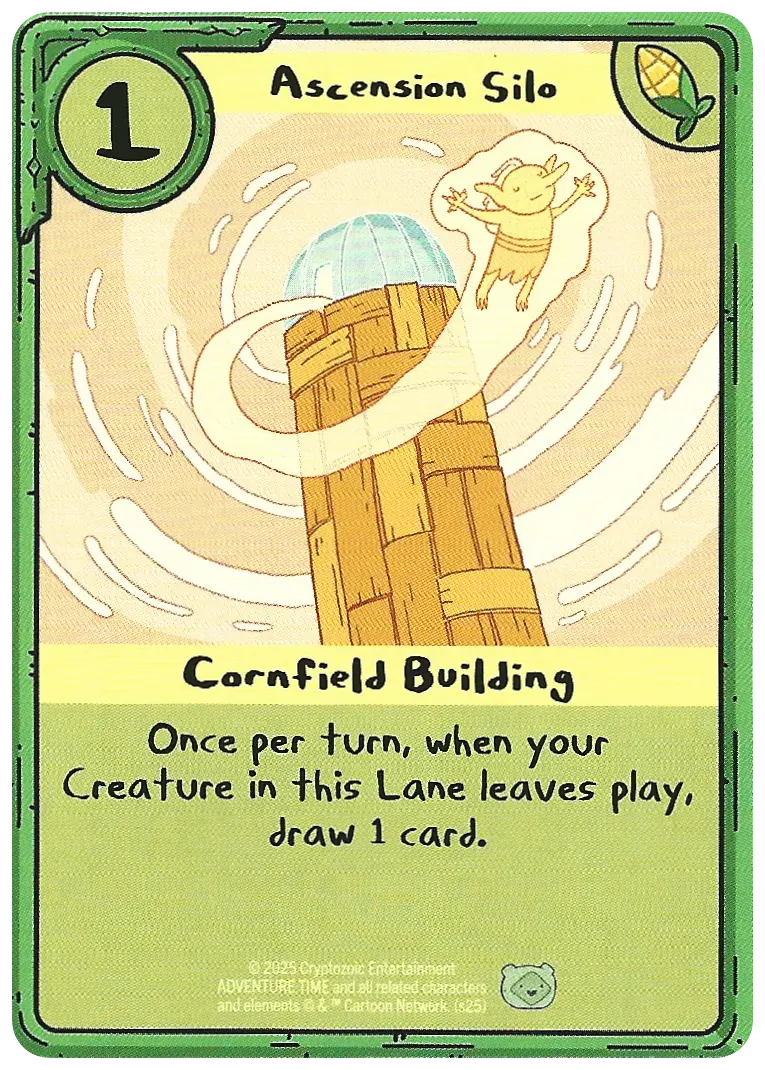 1
Ascension Silo
Cornfield Building
Once per turn, when your
Creature in this Lane leaves play,
draw 1 card.
© 2025 Cryptozoic Entertainment
ADVENTURE TIME and all related characters
and elements © & ™ Cartoon Network. (s25)